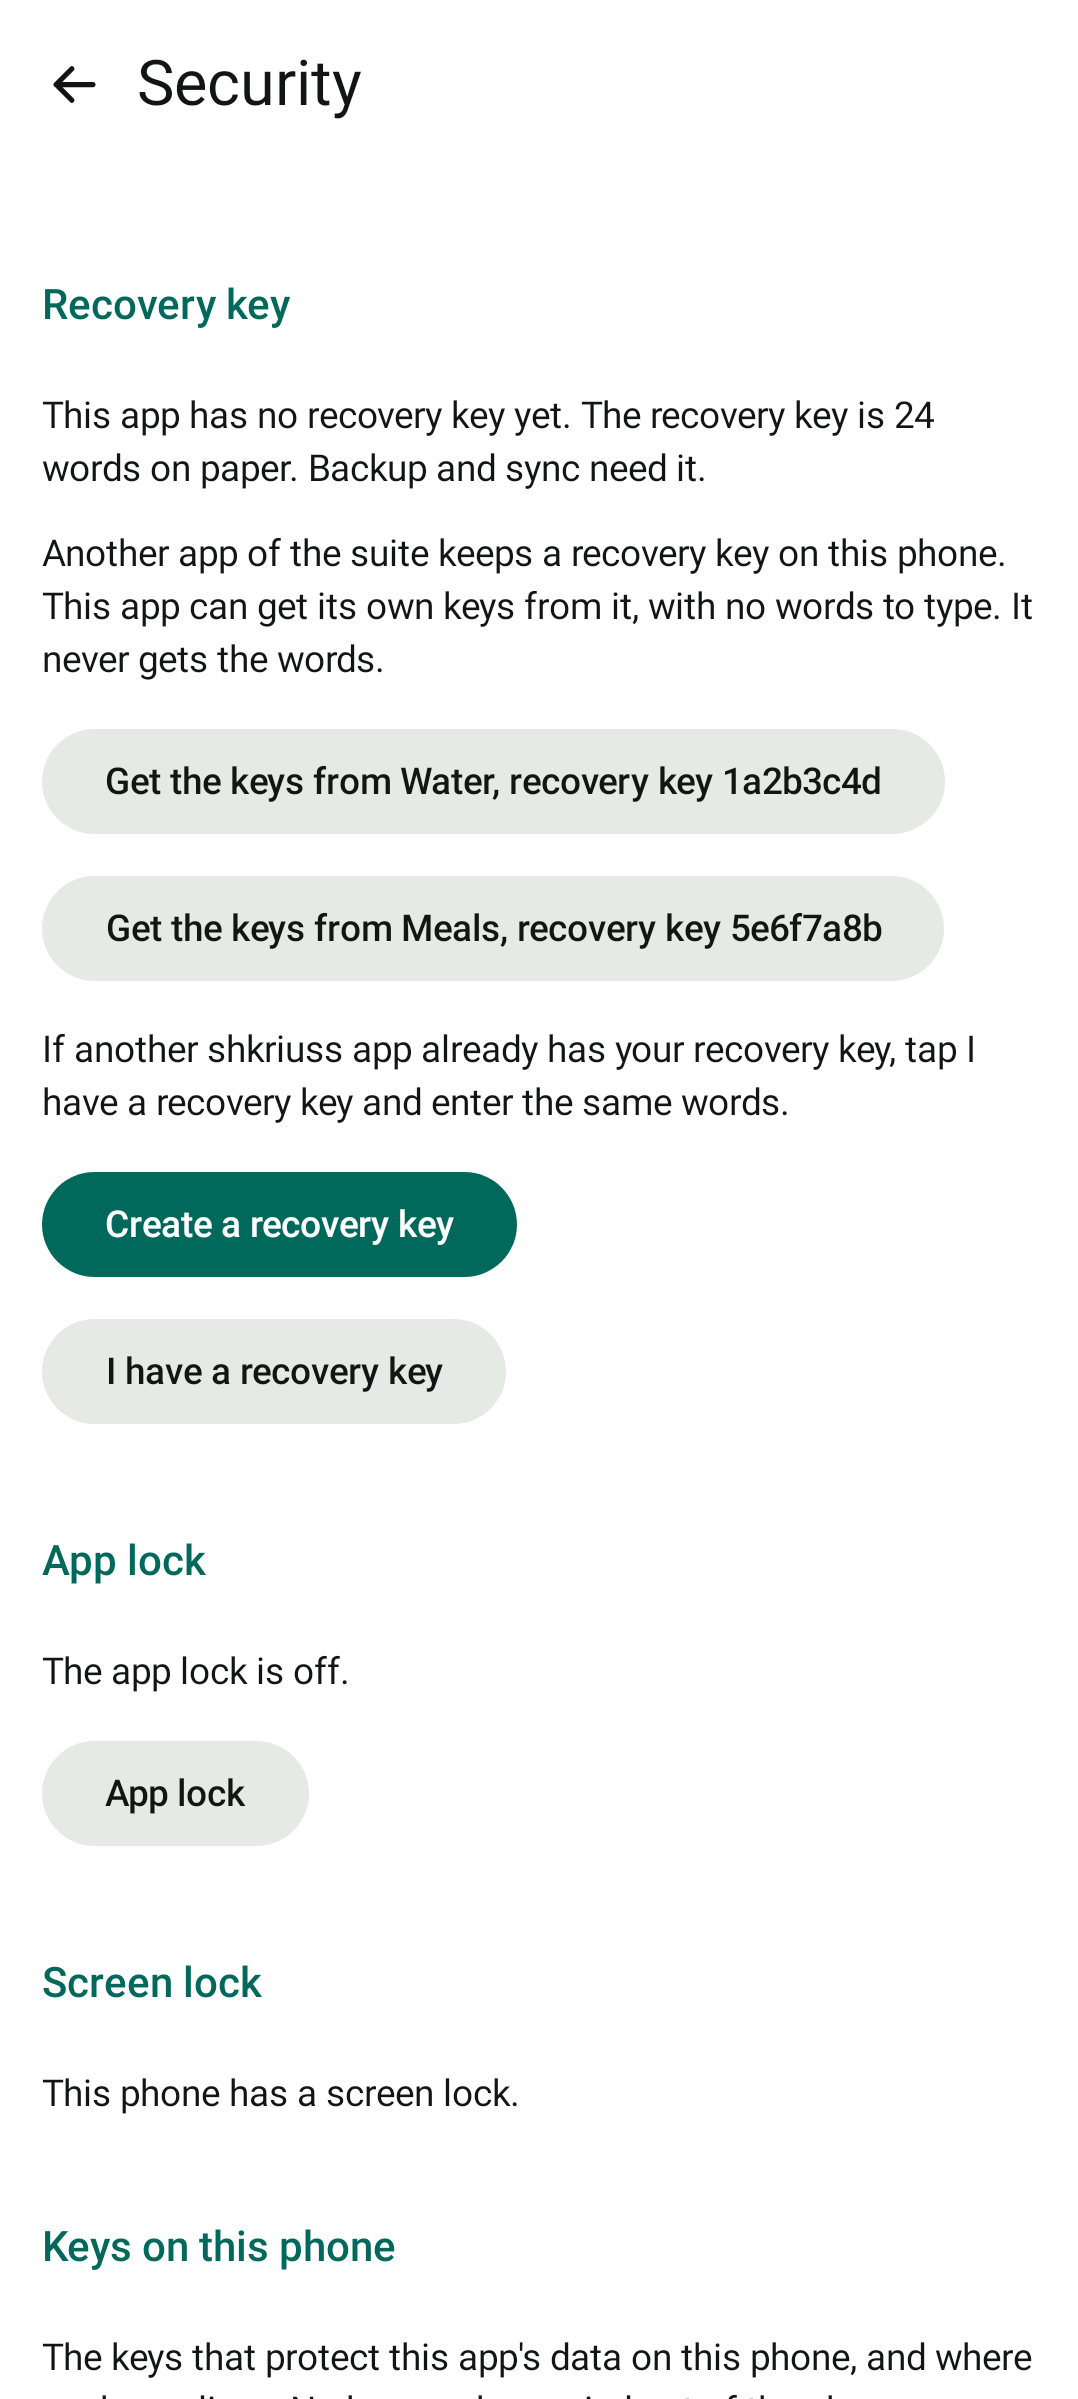 Security
Recovery key
This app has no recovery key yet. The recovery key is 24
words on paper. Backup and sync need it.
Another app of the suite keeps a recovery key on this phone.
This app can get its own keys from it, with no words to type. It
never gets the words.
Get the keys from Water, recovery key 1a2b3c4d
Get the keys from Meals, recovery key 5e6f7a8b
If another shkriuss app already has your recovery key, tap I
have a recovery key and enter the same words.
Create a recovery key
I have a recovery key
App lock
The app lock is off.
App lock
Screen lock
This phone has a screen lock.
Keys on this phone
The keys that protect this app's data on this phone, and where